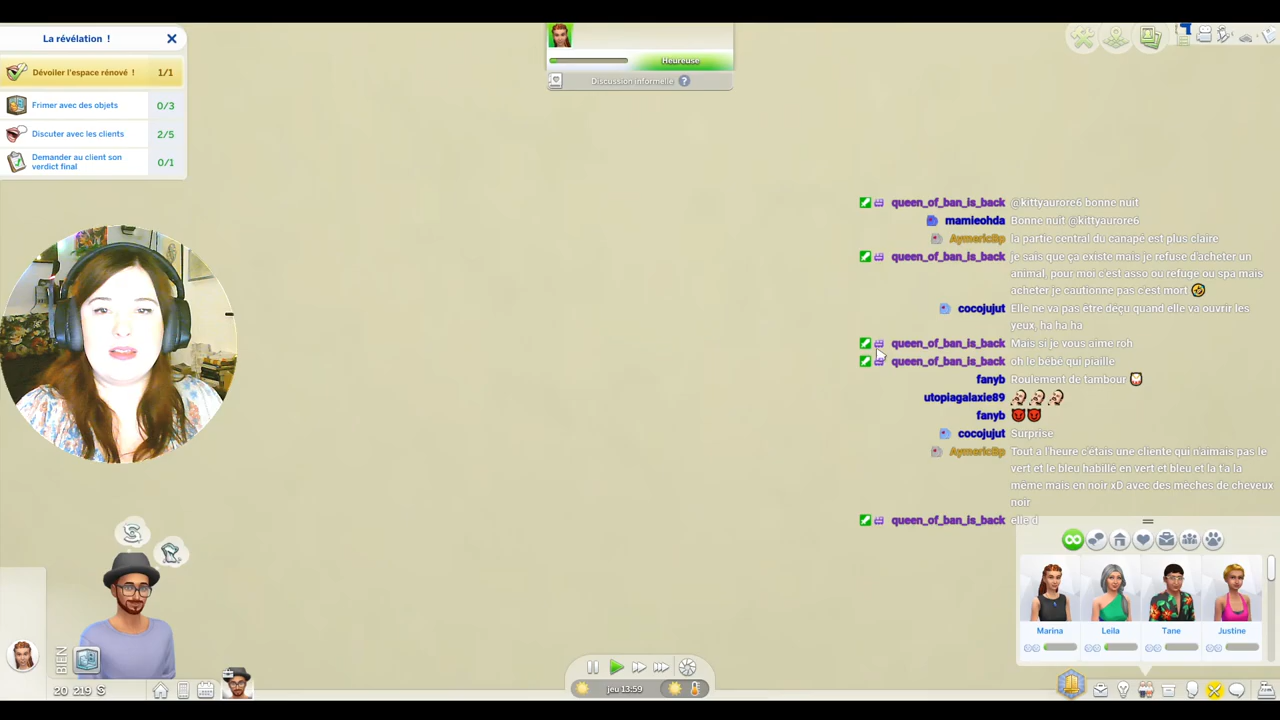 La révélation !
Dévoiler l'espace rénové ! 1/1
Frimer avec des objets 0/3
Discuter avec les clients 2/5
Demander au client son
verdict final 0/1
Heureuse
Discussion informelle ?
queen_of_ban_is_back @kittyaurore6 bonne nuit
mamieohda Bonne nuit @kittyaurore6
AymericBp la partie central du canapé est plus claire
queen_of_ban_is_back je sais que ça existe mais je refuse d'acheter un
animal, pour moi c'est asso ou refuge ou spa mais
acheter je cautionne pas c'est mort
cocojujut Elle ne va pas être déçu quand elle va ouvrir les
yeux, ha ha ha
queen_of_ban_is_back Mais si je vous aime roh
queen_of_ban_is_back oh le bébé qui piaille
fanyb Roulement de tambour
utopiagalaxie89
fanyb
cocojujut Surprise
AymericBp Tout a l'heure c'étais une cliente qui n'aimais pas le
vert et le bleu habillé en vert et bleu et la t'a la
même mais en noir xD avec des mèches de cheveux
noir
queen_of_ban_is_back elle d
Marina Leila Tane Justine
BIEN
20 219 S
jeu 13:59